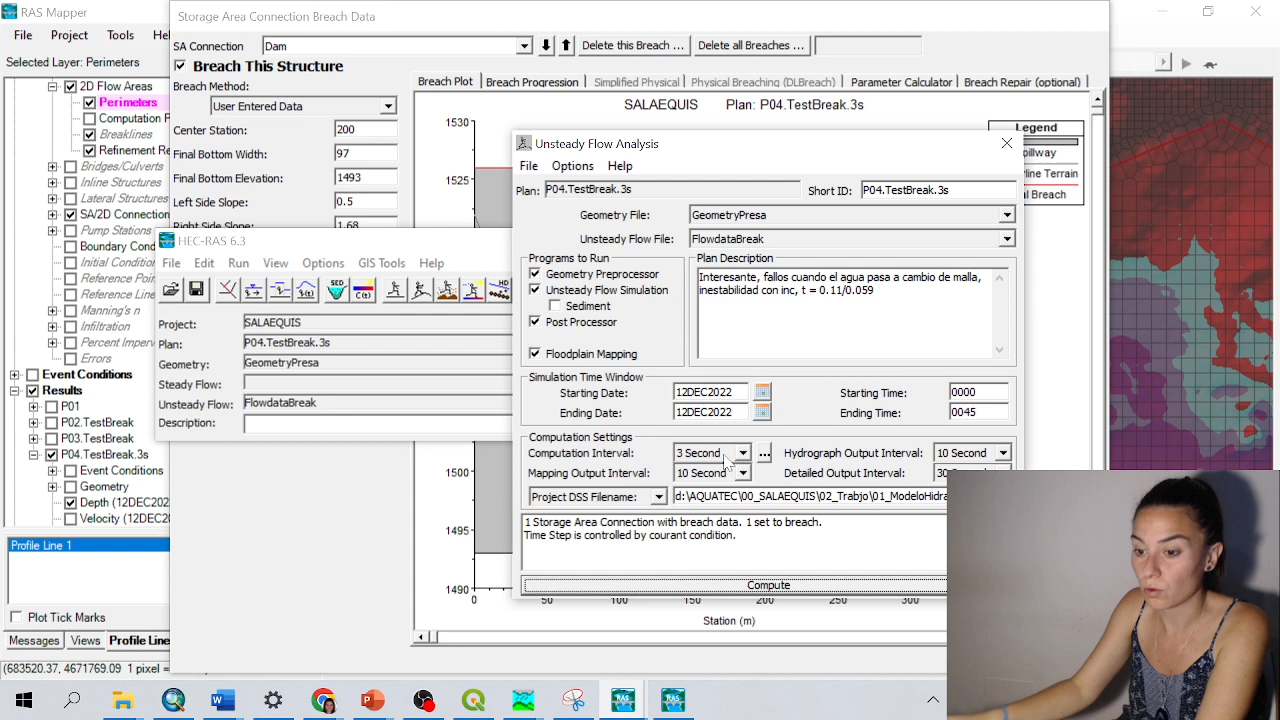 RAS Mapper
File Project Tools
Selected Layer: Perimeters
2D Flow Areas
Perimeters
Computation
Breaklines
Refinement
Bridges/Culverts
Inline Structures
Lateral Structures
SA/2D Connection
Pump Stations
Boundary
Initial
Reference
Reference Line
Manning's n
Infiltration
Percent
Errors
Event Conditions
Results
P01
P02.TestBreak
P03.TestBreak
P04.TestBreak.3s
Event Conditions
Geometry
Depth (12DEC202
Velocity (12DEC20
Profile Line 1
Plot Tick Marks
Messages Views Profile Line
(683520.37, 4671769.09 1 pixel =
Storage Area Connection Breach Data
SA Connection Dam Delete this Breach ... Delete all Breaches ...
Breach This Structure
Breach Method:
User Entered Data
Center Station: 200
Final Bottom Width: 97
Final Bottom Elevation: 1493
Left Side Slope: 0.5
Right Side Slope: 1.68
Breach Plot Breach Progression Simplified Physical Physical Breaching (DLBreach) Parameter Calculator Breach Repair (optional)
SALAEQUIS Plan: P04.TestBreak.3s
Legend
1530
1525
1500
1495
1490
0 50 100 150 200 250 300
Station (m)
HEC-RAS 6.3
File Edit Run View Options GIS Tools Help
Project: SALAEQUIS
Plan: P04.TestBreak.3s
Geometry: GeometryPresa
Steady Flow:
Unsteady Flow: FlowdataBreak
Description:
Unsteady Flow Analysis
File Options Help
Plan: P04.TestBreak.3s Short ID: P04.TestBreak.3s
Geometry File: GeometryPresa
Unsteady Flow File: FlowdataBreak
Programs to Run
Geometry Preprocessor
Unsteady Flow Simulation
Sediment
Post Processor
Floodplain Mapping
Plan Description
Interesante, fallos cuando el agua pasa a cambio de malla,
inestabilidad con inc, t = 0.11/0.059
Simulation Time Window
Starting Date: 12DEC2022 Starting Time: 0000
Ending Date: 12DEC2022 Ending Time: 0045
Computation Settings
Computation Interval: 3 Second ... Hydrograph Output Interval: 10 Second
Mapping Output Interval: 10 Second Detailed Output Interval:
Project DSS Filename: d:\AQUATEC\00_SALAEQUIS\02_Trabjo\01_ModeloHidra
1 Storage Area Connection with breach data. 1 set to breach.
Time Step is controlled by courant condition.
Compute